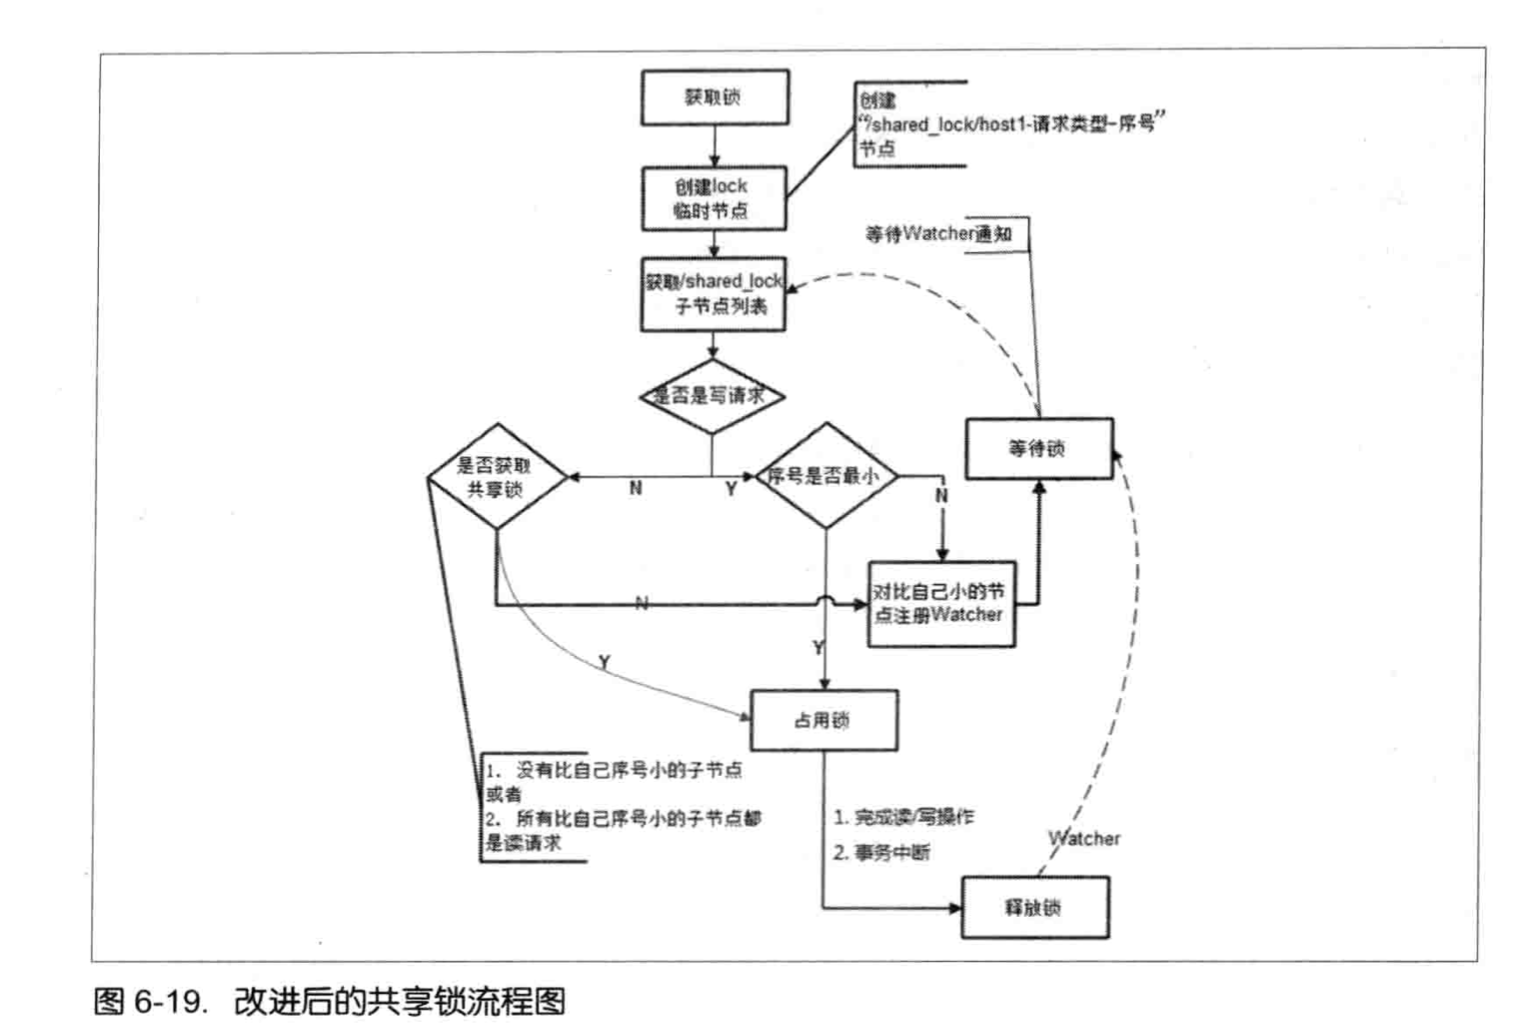 获取锁
创建
“/shared_lock/host1-请求类型-序号”
节点
创建lock
临时节点
等待Watcher通知
获取/shared_lock
子节点列表
是否是写请求
等待锁
是否获取
共享锁
序号是否最小
N
Y
N
对比自己小的节
点注册Watcher
N
Y
Y
占用锁
1. 没有比自己序号小的子节点
或者
2. 所有比自己序号小的子节点都
是读请求
1. 完成读/写操作
2. 事务中断
Watcher
释放锁
图 6-19. 改进后的共享锁流程图